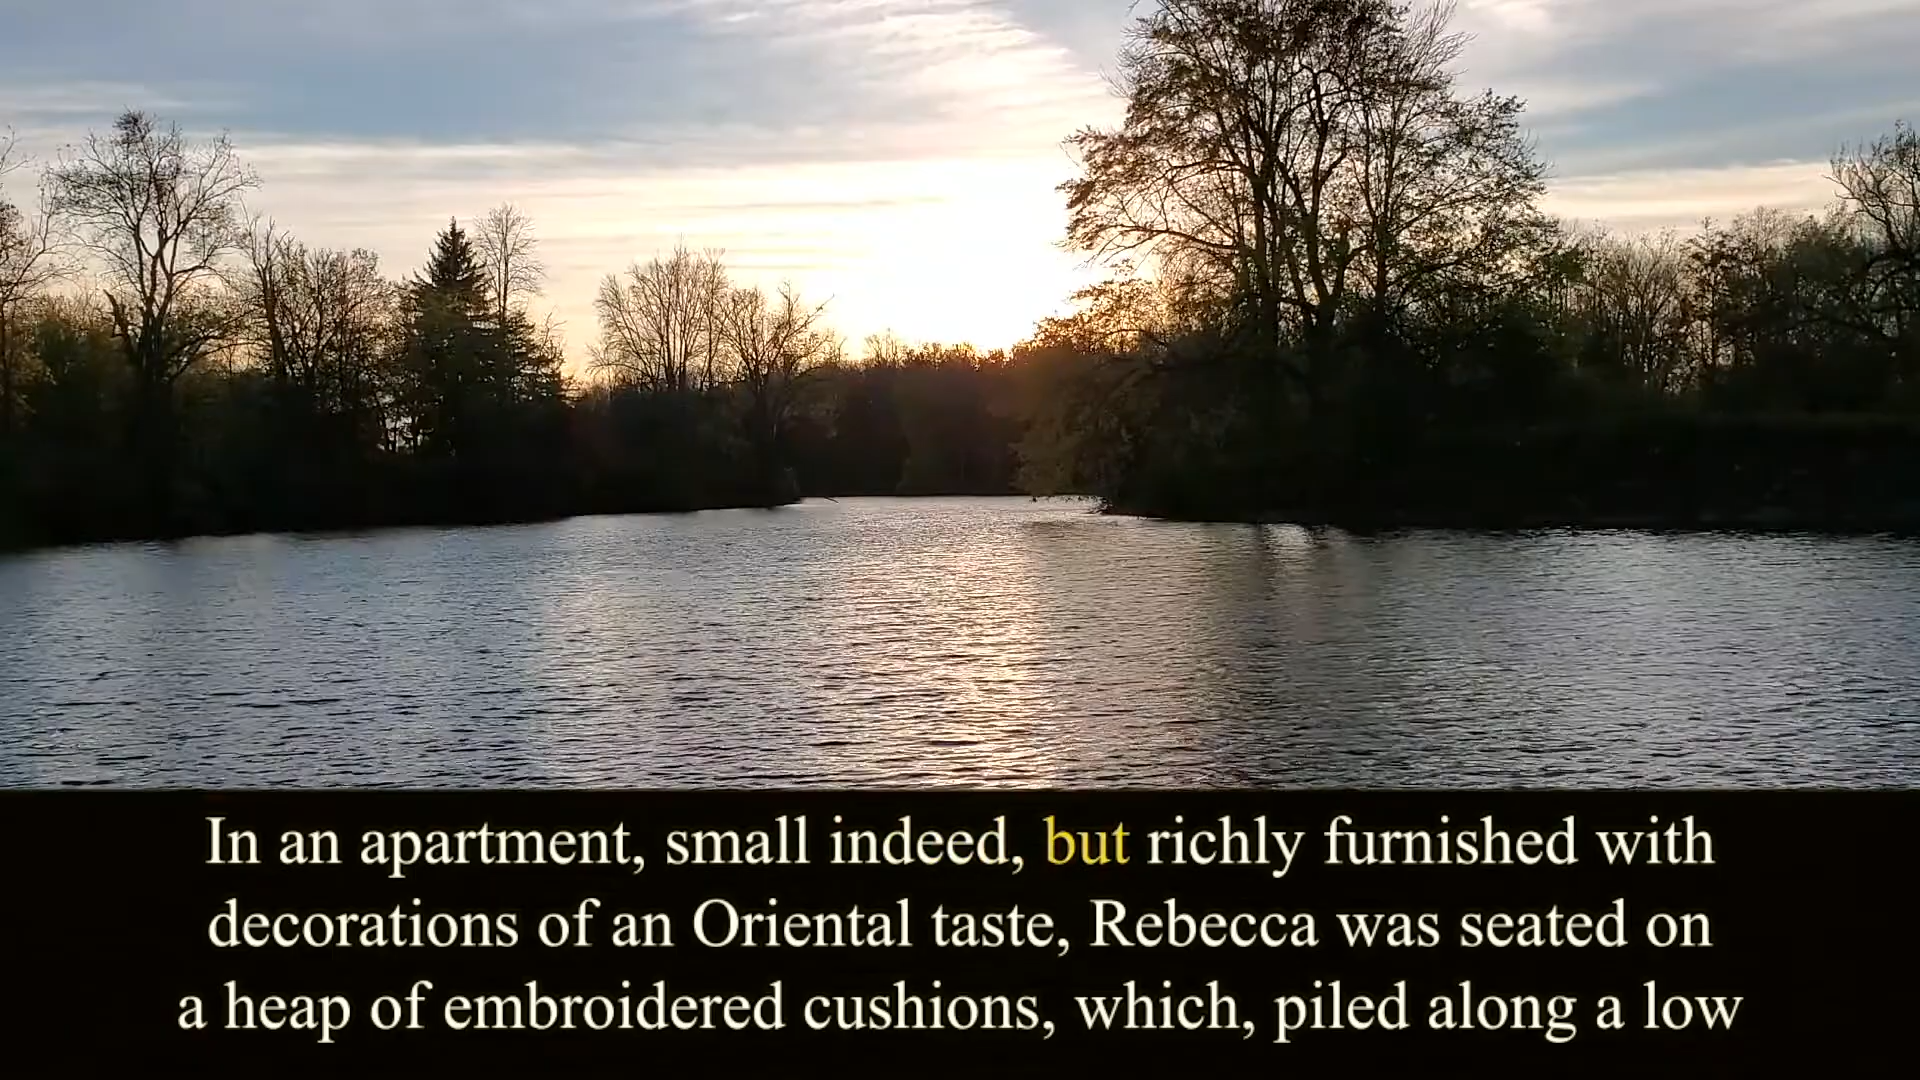 In an apartment, small indeed, but richly furnished with
decorations of an Oriental taste, Rebecca was seated on
a heap of embroidered cushions, which, piled along a low